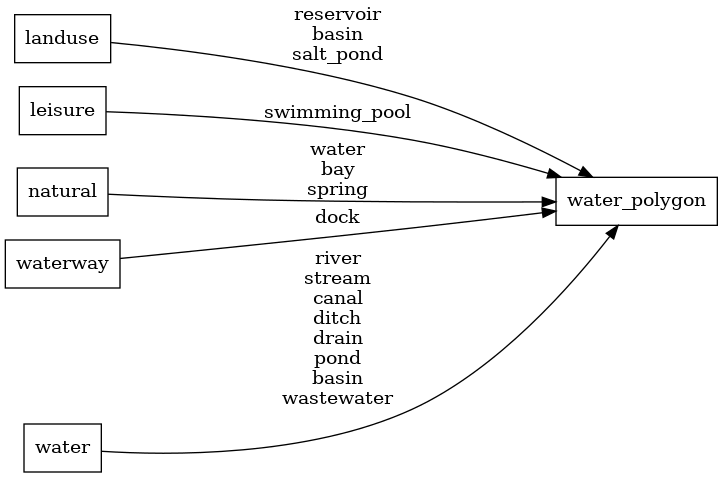 reservoir
basin
salt_pond
landuse
leisure
swimming_pool
water
bay
spring
natural
water_polygon
dock
waterway
river
stream
canal
ditch
drain
pond
basin
wastewater
water